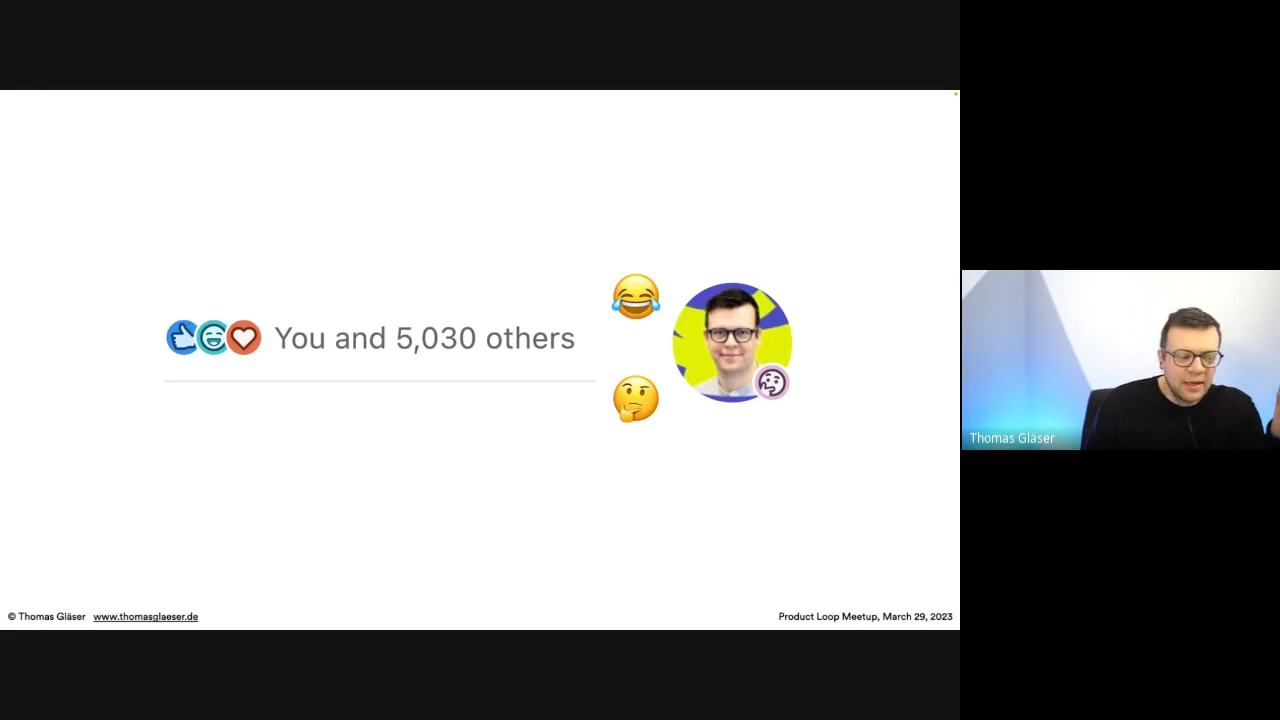 You and 5,030 others
Thomas Gläser
© Thomas Gläser www.thomasglaeser.de
Product Loop Meetup, March 29, 2023